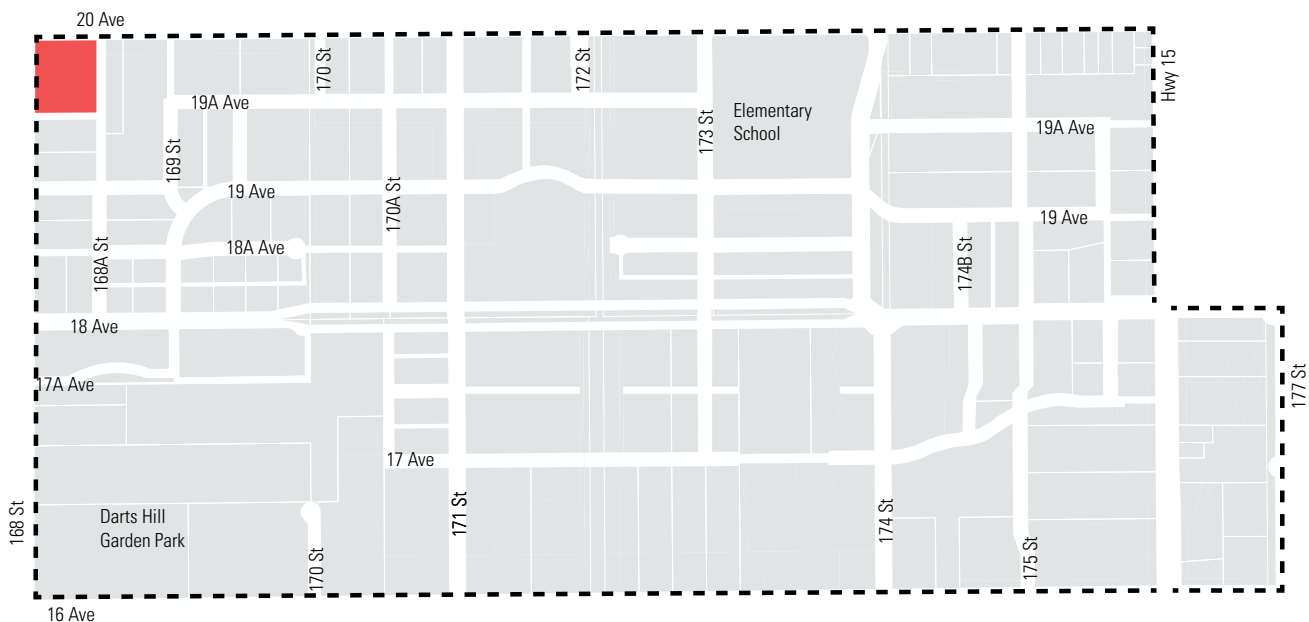 20 Ave
170 St
172 St
Hwy 15
19A Ave
Elementary
School
173 St
19A Ave
169 St
19 Ave
170A St
19 Ave
18A Ave
168A St
174B St
18 Ave
17A Ave
177 St
17 Ave
168 St
Darts Hill
Garden Park
171 St
174 St
170 St
175 St
16 Ave